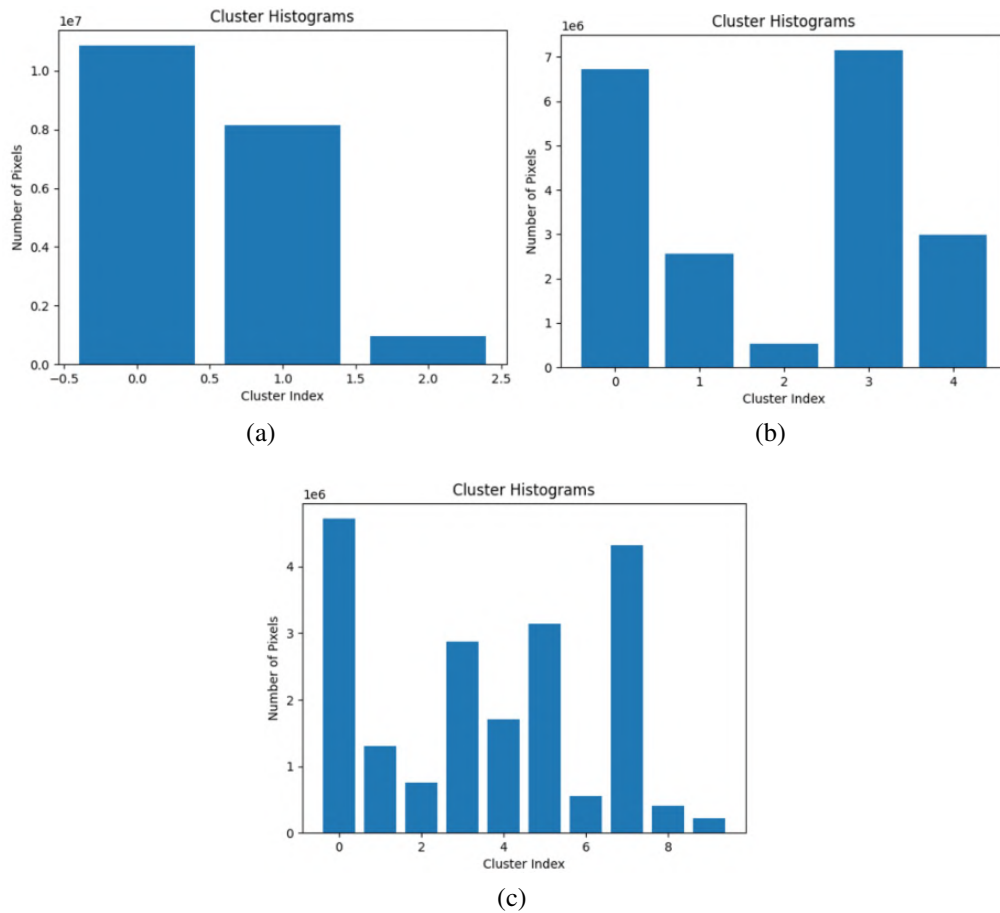 Cluster Histograms
1e7
1.0
0.8
0.6
0.4
0.2
0.0
Number of Pixels
−0.5 0.0 0.5 1.0 1.5 2.0 2.5
Cluster Index
(a)
Cluster Histograms
1e6
7
6
5
4
3
2
1
0
Number of Pixels
0 1 2 3 4
Cluster Index
(b)
Cluster Histograms
1e6
4
3
2
1
0
Number of Pixels
0 2 4 6 8
Cluster Index
(c)